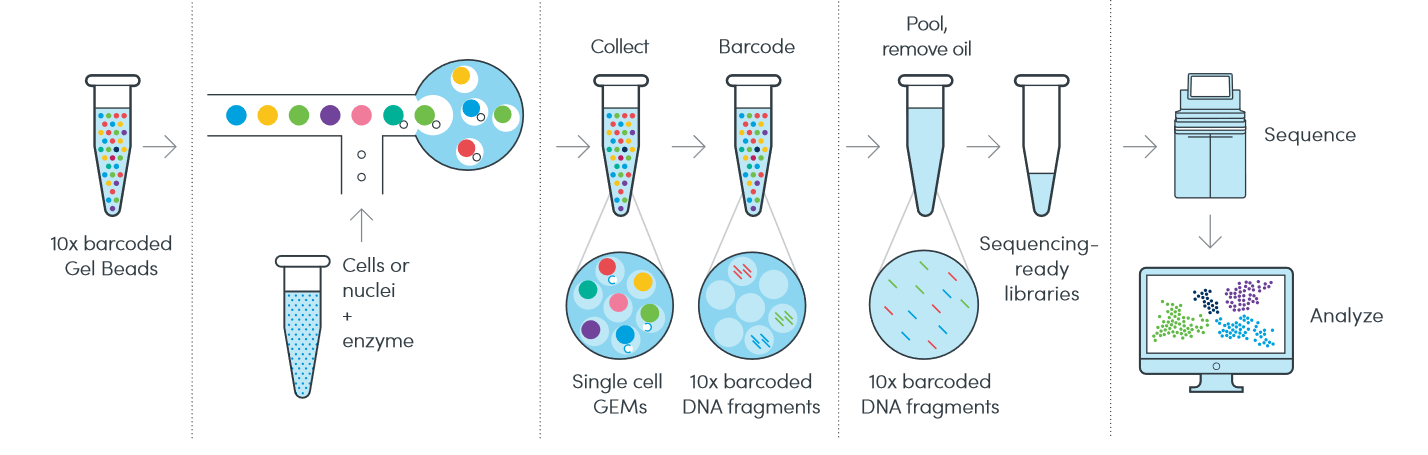 10x barcoded
Gel Beads
Cells or
nuclei
+
enzyme
Collect
Single cell
GEMs
Barcode
10x barcoded
DNA fragments
Pool,
remove oil
10x barcoded
DNA fragments
Sequencing-
ready
libraries
Sequence
Analyze